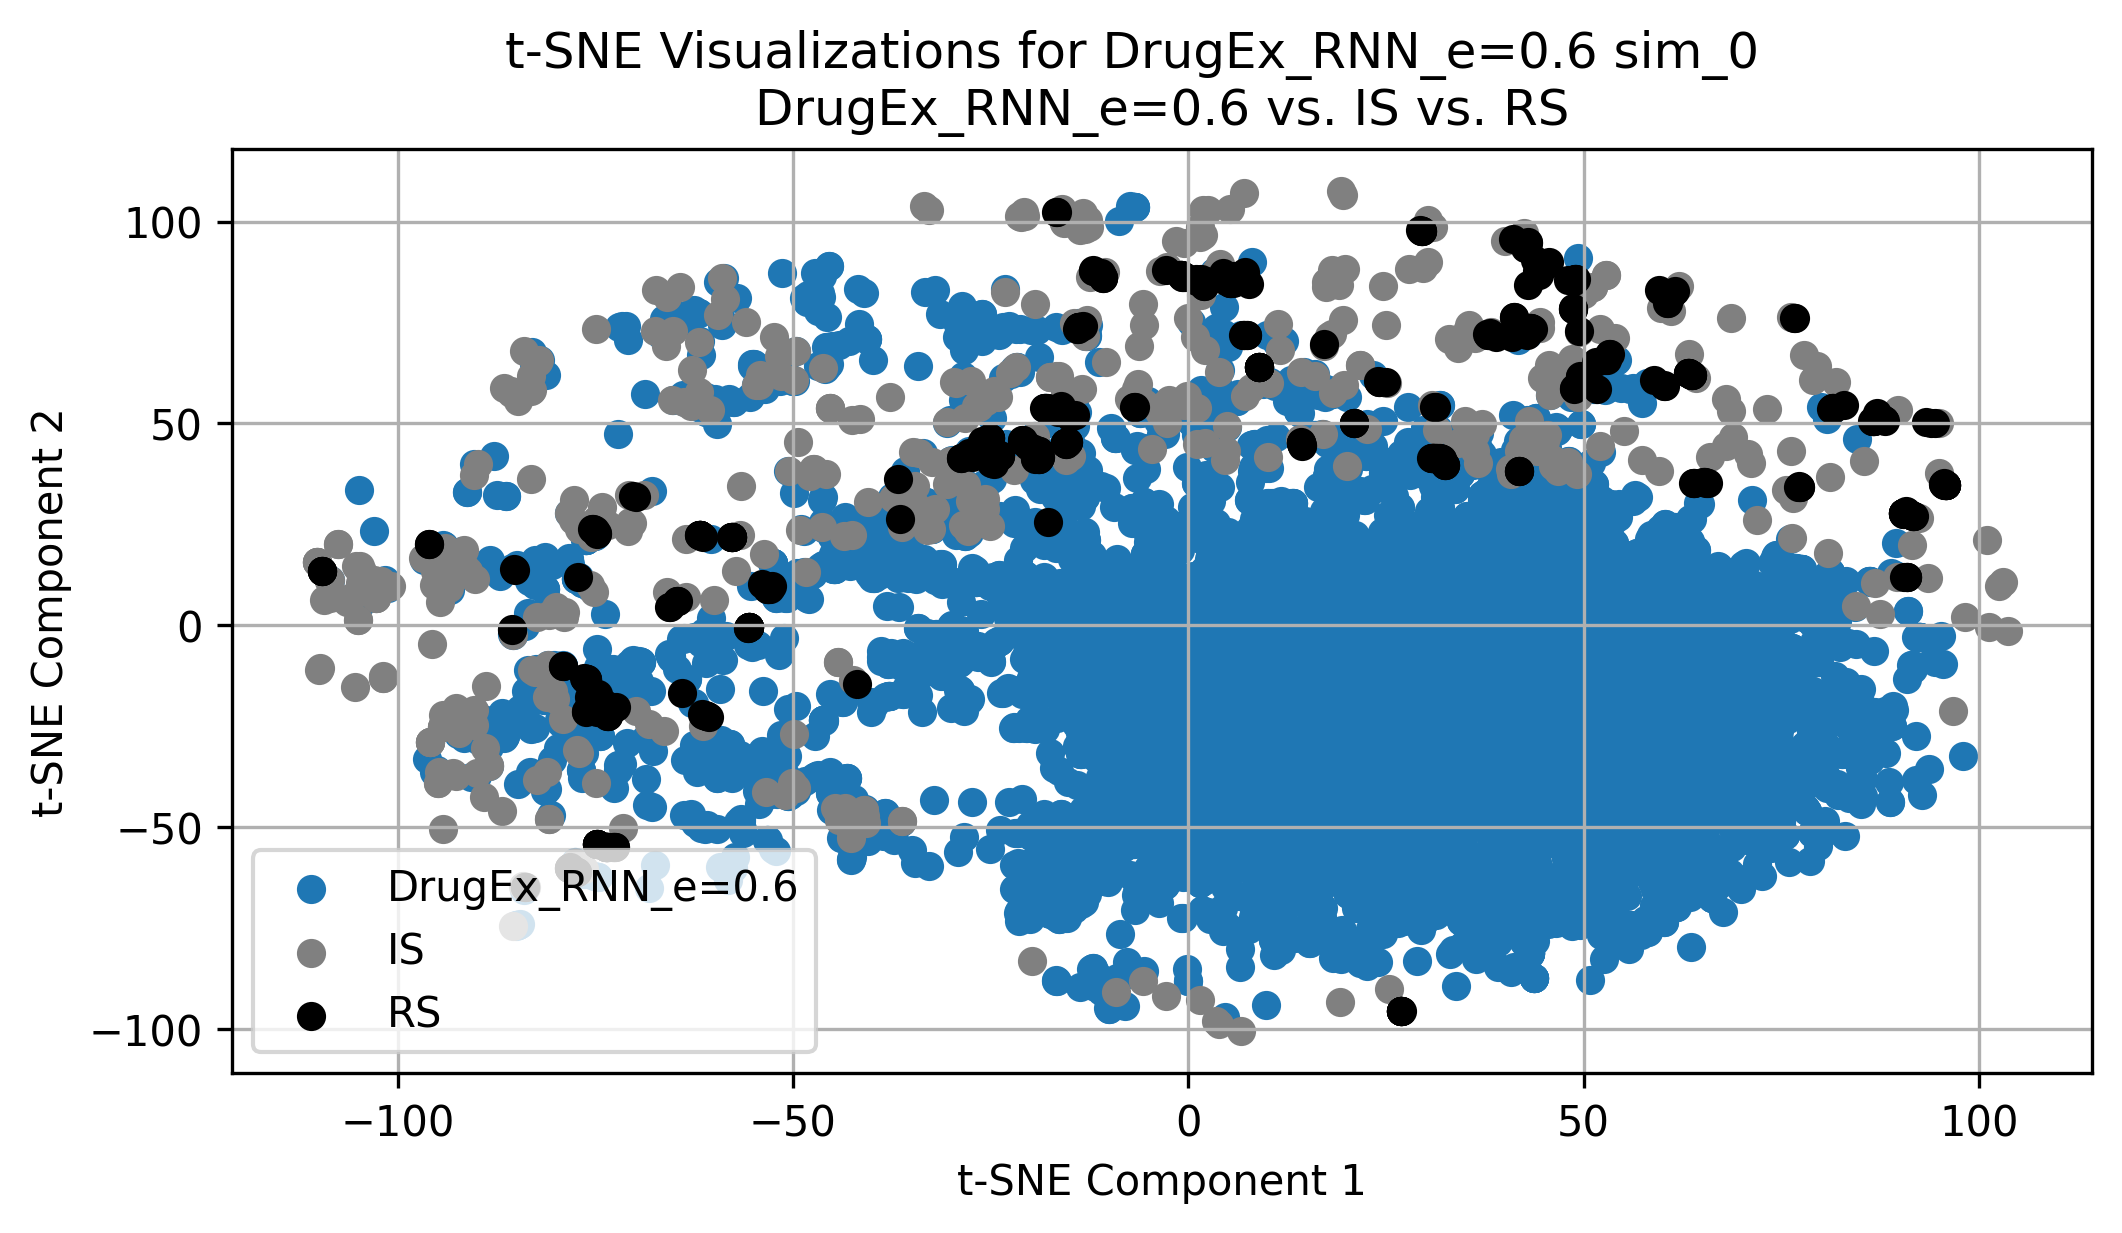 t-SNE Visualizations for DrugEx_RNN_e=0.6 sim_0
DrugEx_RNN_e=0.6 vs. IS vs. RS
t-SNE Component 2
100
50
0
−50
−100
DrugEx_RNN_e=0.6
IS
RS
−100
−50
0
50
100
t-SNE Component 1